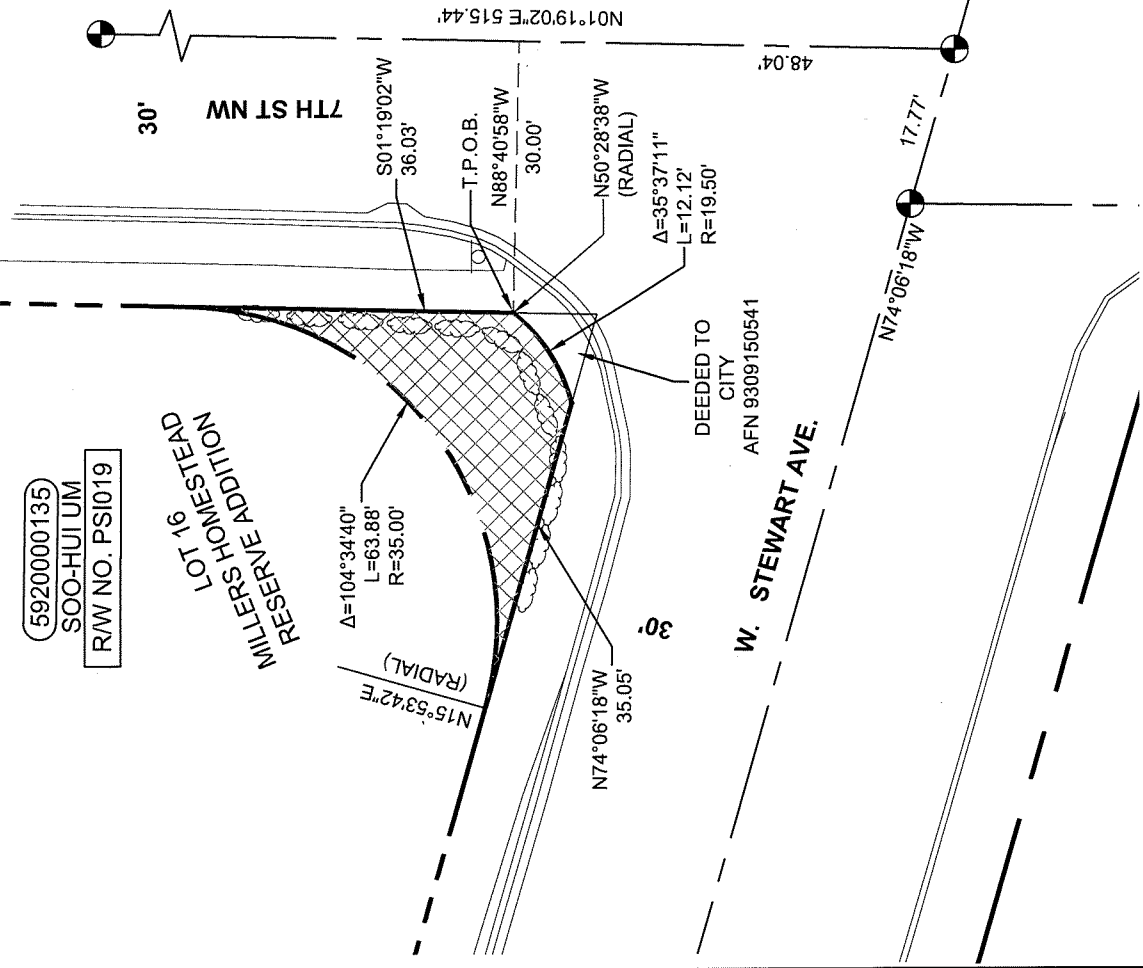 N01°19'02"E 515.44'
48.04'
30'
7TH ST NW
S01°19'02"W
36.03'
T.P.O.B.
N88°40'58"W
30.00'
N50°28'38"W
(RADIAL)
Δ=35°37'11"
L=12.12'
R=19.50'
17.77'
N74°06'18"W
DEEDED TO
CITY
AFN 9309150541
5920000135
SOO-HUI UM
R/W NO. PSI019
LOT 16
MILLERS HOMESTEAD
RESERVE ADDITION
Δ=104°34'40"
L=63.88'
R=35.00'
N15°53'42"E
(RADIAL)
30'
N74°06'18"W
35.05'
W. STEWART AVE.